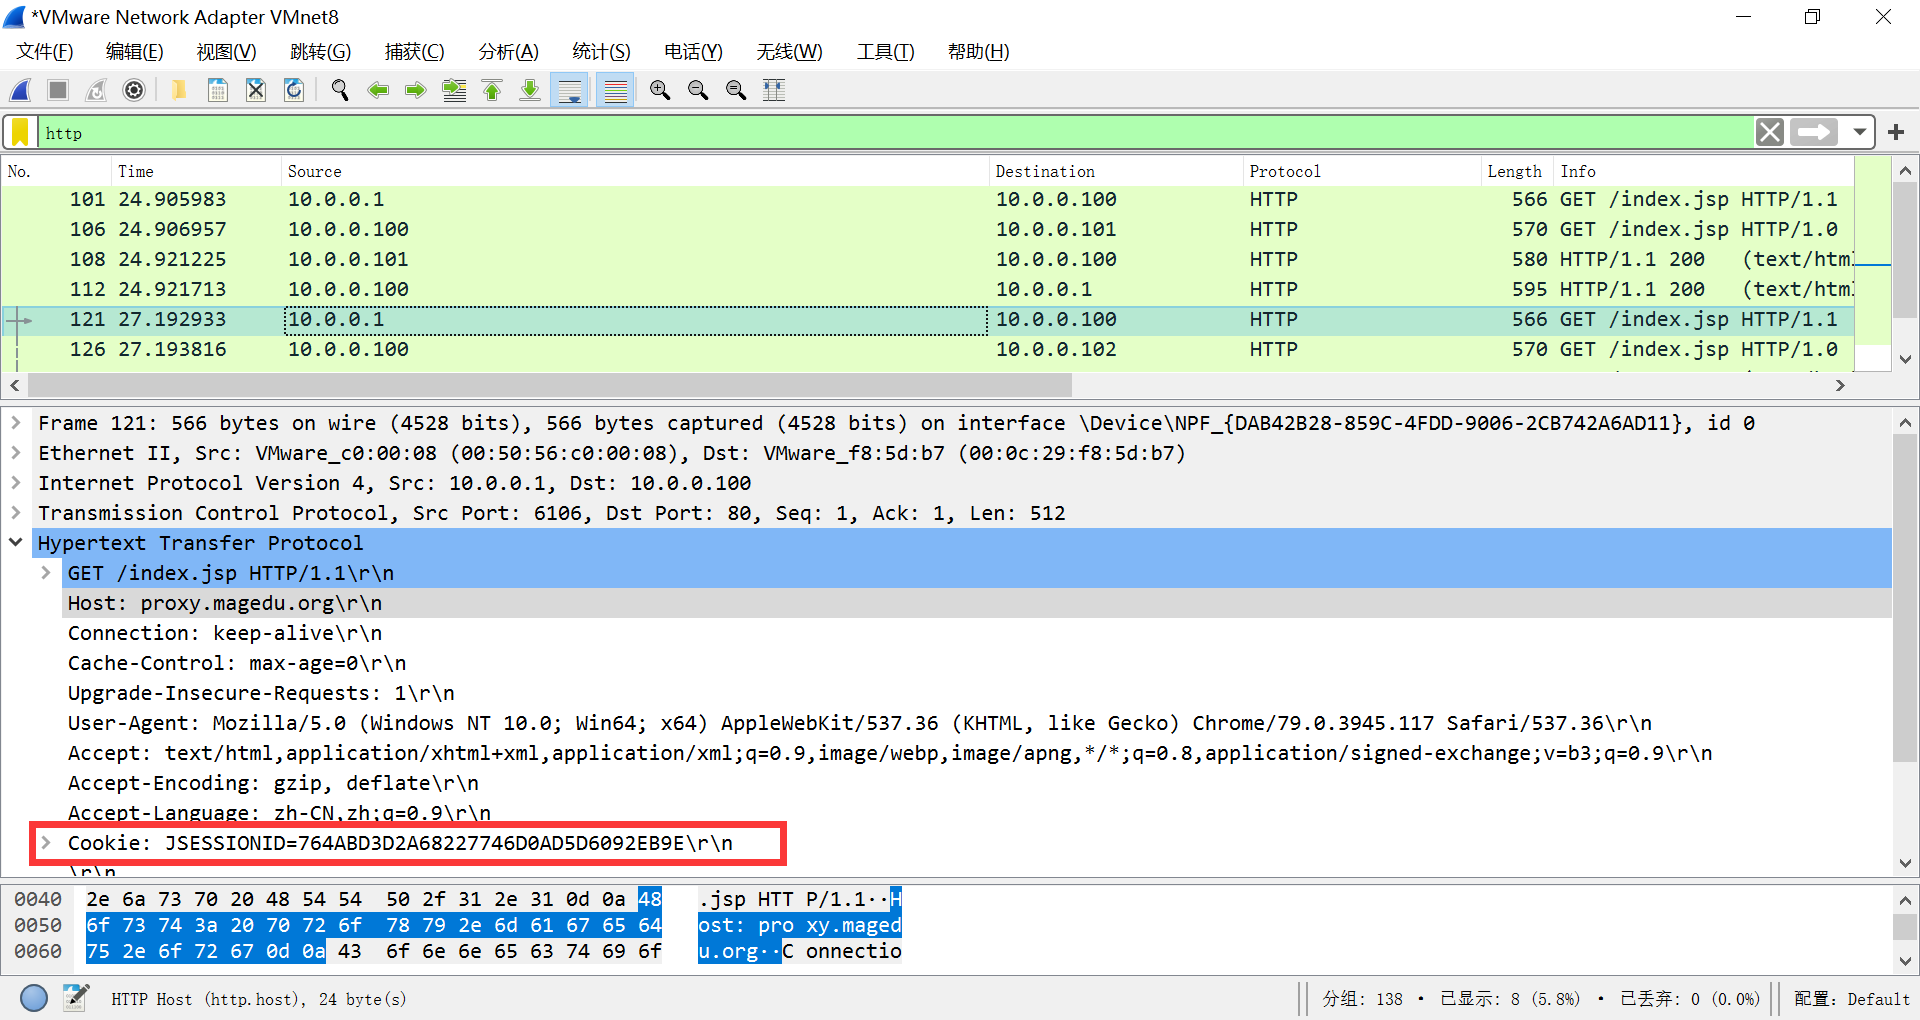 *VMware Network Adapter VMnet8
文件(F) 编辑(E) 视图(V) 跳转(G) 捕获(C) 分析(A) 统计(S) 电话(Y) 无线(W) 工具(T) 帮助(H)
http
No. Time Source Destination Protocol Length Info
101 24.905983 10.0.0.1 10.0.0.100 HTTP 566 GET /index.jsp HTTP/1.1
106 24.906957 10.0.0.100 10.0.0.101 HTTP 570 GET /index.jsp HTTP/1.0
108 24.921225 10.0.0.101 10.0.0.100 HTTP 580 HTTP/1.1 200 (text/html
112 24.921713 10.0.0.100 10.0.0.1 HTTP 595 HTTP/1.1 200 (text/html
121 27.192933 10.0.0.1 10.0.0.100 HTTP 566 GET /index.jsp HTTP/1.1
126 27.193816 10.0.0.100 10.0.0.102 HTTP 570 GET /index.jsp HTTP/1.0
Frame 121: 566 bytes on wire (4528 bits), 566 bytes captured (4528 bits) on interface \Device\NPF_{DAB42B28-859C-4FDD-9006-2CB742A6AD11}, id 0
Ethernet II, Src: VMware_c0:00:08 (00:50:56:c0:00:08), Dst: VMware_f8:5d:b7 (00:0c:29:f8:5d:b7)
Internet Protocol Version 4, Src: 10.0.0.1, Dst: 10.0.0.100
Transmission Control Protocol, Src Port: 6106, Dst Port: 80, Seq: 1, Ack: 1, Len: 512
Hypertext Transfer Protocol
GET /index.jsp HTTP/1.1\r\n
Host: proxy.magedu.org\r\n
Connection: keep-alive\r\n
Cache-Control: max-age=0\r\n
Upgrade-Insecure-Requests: 1\r\n
User-Agent: Mozilla/5.0 (Windows NT 10.0; Win64; x64) AppleWebKit/537.36 (KHTML, like Gecko) Chrome/79.0.3945.117 Safari/537.36\r\n
Accept: text/html,application/xhtml+xml,application/xml;q=0.9,image/webp,image/apng,*/*;q=0.8,application/signed-exchange;v=b3;q=0.9\r\n
Accept-Encoding: gzip, deflate\r\n
Accept-Language: zh-CN,zh;q=0.9\r\n
Cookie: JSESSIONID=764ABD3D2A68227746D0AD5D6092EB9E\r\n
\r\n
0040 2e 6a 73 70 20 48 54 54 50 2f 31 2e 31 0d 0a 48 .jsp HTT P/1.1··H
0050 6f 73 74 3a 20 70 72 6f 78 79 2e 6d 61 67 65 64 ost: pro xy.maged
0060 75 2e 6f 72 67 0d 0a 43 6f 6e 6e 65 63 74 69 6f u.org··C onnectio
HTTP Host (http.host), 24 byte(s) 分组: 138 · 已显示: 8 (5.8%) · 已丢弃: 0 (0.0%) 配置: Default